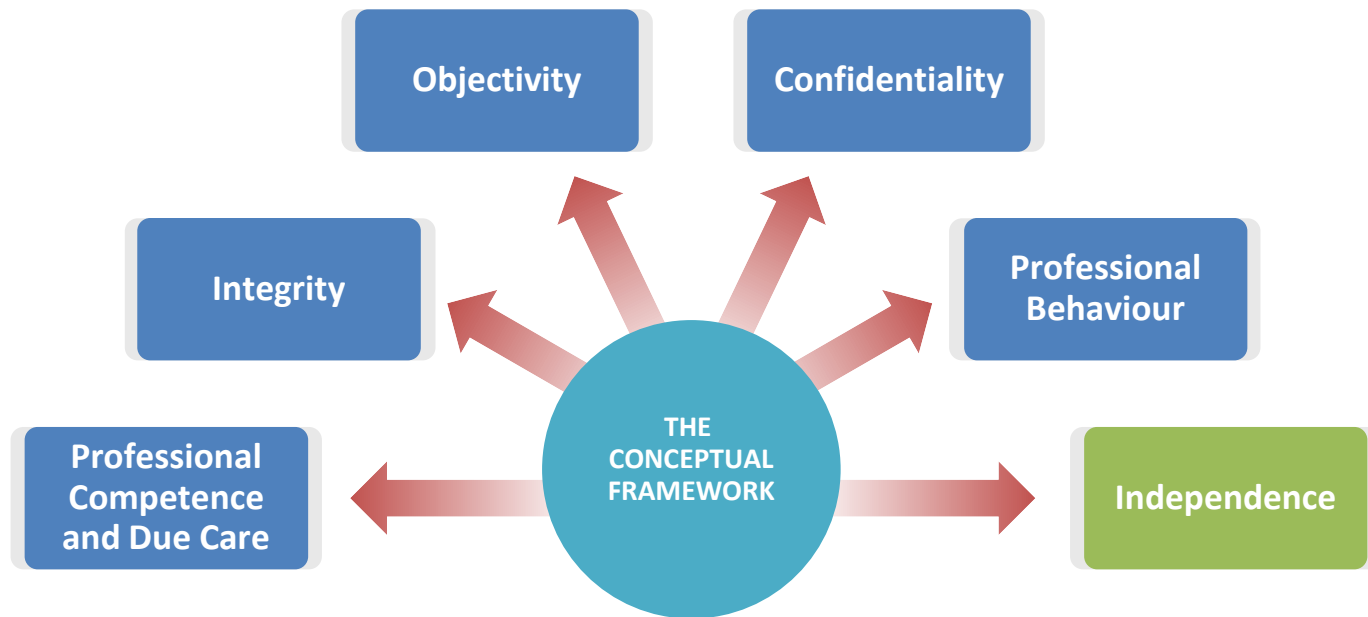 Objectivity
Confidentiality
Integrity
Professional
Behaviour
Professional
Competence
and Due Care
THE
CONCEPTUAL
FRAMEWORK
Independence